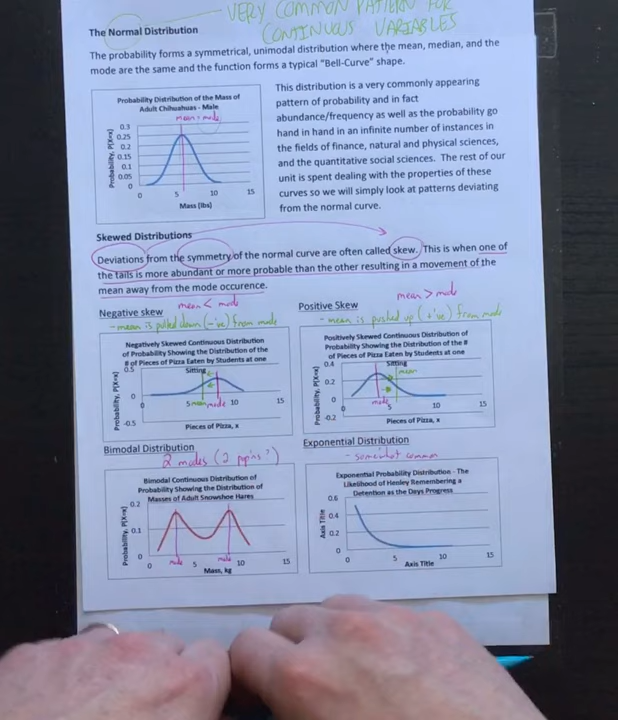 VERY COMMON PATTERN FOR
CONTINUOUS VARIABLES
The Normal Distribution
The probability forms a symmetrical, unimodal distribution where the mean, median, and the
mode are the same and the function forms a typical "Bell-Curve" shape.
Probability Distribution of the Mass of
Adult Chihuahuas - Male
mean = mode
0.3
0.25
0.2
0.15
0.1
0.05
0
Probability, P(X=x)
0 5 10 15
Mass (lbs)
This distribution is a very commonly appearing
pattern of probability and in fact
abundance/frequency as well as the probability go
hand in hand in an infinite number of instances in
the fields of finance, natural and physical sciences,
and the quantitative social sciences. The rest of our
unit is spent dealing with the properties of these
curves so we will simply look at patterns deviating
from the normal curve.
Skewed Distributions
Deviations from the symmetry of the normal curve are often called skew. This is when one of
the tails is more abundant or more probable than the other resulting in a movement of the
mean away from the mode occurence.
Negative skew
mean < mode
- mean is pulled down (-'ve) from mode
Negatively Skewed Continuous Distribution
of Probability Showing the Distribution of the
# of Pieces of Pizza Eaten by Students at one
Sitting
0.5
0
-0.5
Probability, P(X=x)
0 5 10 15
mean mode
Pieces of Pizza, x
Positive Skew
mean > mode
- mean is pushed up (+'ve) from mode
Positively Skewed Continuous Distribution of
Probability Showing the Distribution of the #
of Pieces of Pizza Eaten by Students at one
Sitting
0.4
0.2
0
-0.2
Probability, P(X=x)
mean
mode
0 5 10 15
Pieces of Pizza, x
Bimodal Distribution
2 modes (2
Bimodal Continuous Distribution of
Probability Showing the Distribution of
Masses of Adult Snowshoe Hares
0.2
0.1
0
Probability, P(X=x)
0 5 10 15
mode mode
Mass, kg
Exponential Distribution
- somewhat common
Exponential Probability Distribution - The
Likelihood of Henley Remembering a
Detention as the Days Progress
0.6
0.4
0.2
0
Axis Title
0 5 10 15
Axis Title